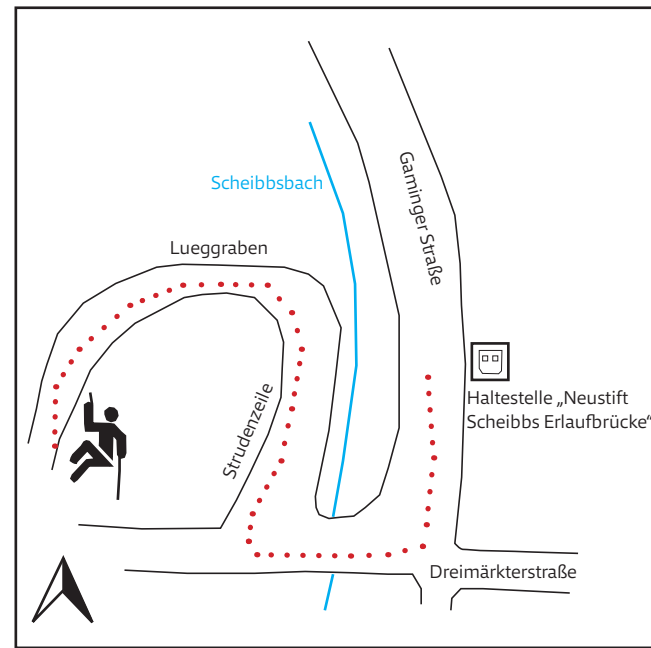 Scheibbsbach
Gaminger Straße
Lueggraben
Strudenzeile
Haltestelle „Neustift
Scheibbs Erlaufbrücke“
Dreimärkterstraße